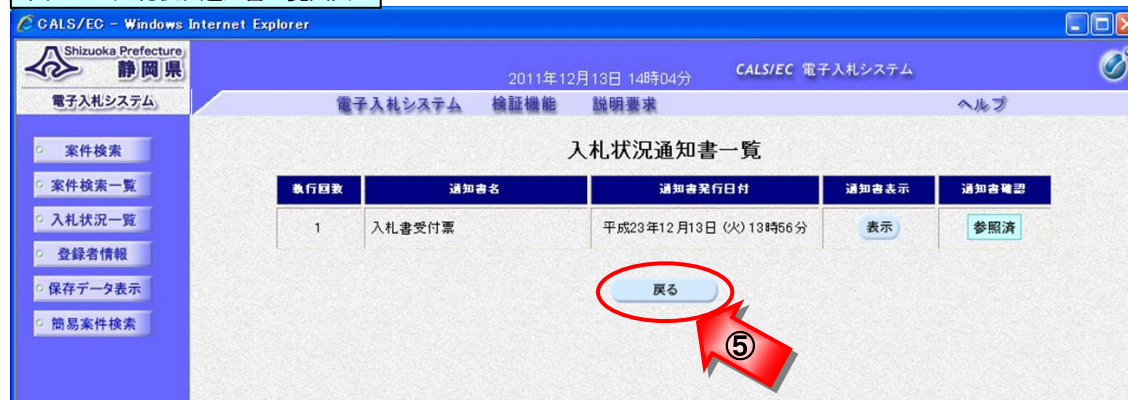 CALS/EC - Windows Internet Explorer
Shizuoka Prefecture
静岡県
2011年12月13日 14時04分
CALS/EC 電子入札システム
電子入札システム
電子入札システム 検証機能 説明要求 ヘルプ
入札状況通知書一覧
案件検索
案件検索一覧
入札状況一覧
登録者情報
保存データ表示
簡易案件検索
執行回数 通知書名 通知書発行日付 通知書表示 通知書確認
1 入札書受付票 平成23年12月13日 (火) 13時56分 表示 参照済
戻る
⑤